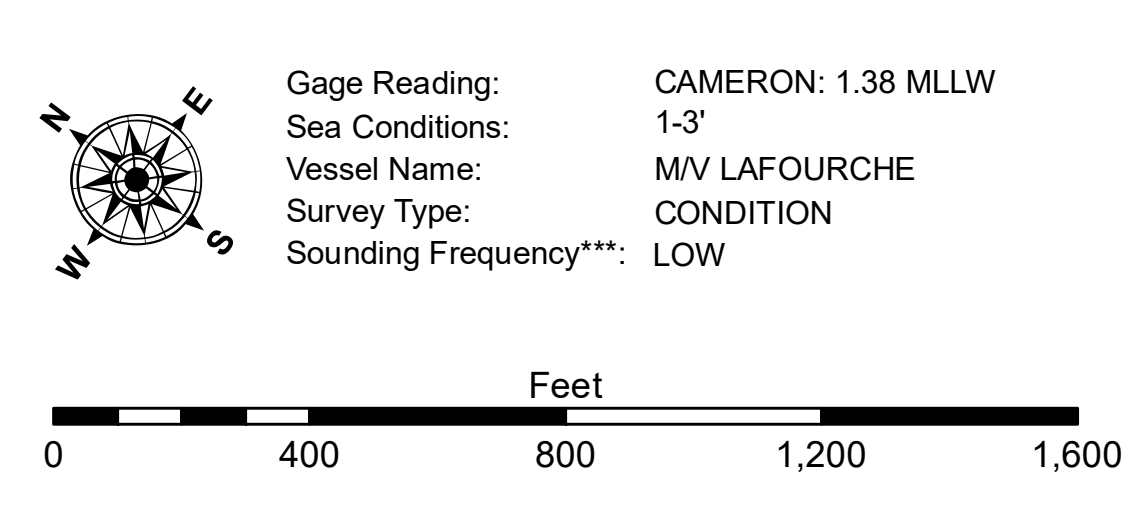 N
E
W
S
Gage Reading: CAMERON: 1.38 MLLW
Sea Conditions: 1-3'
Vessel Name: M/V LAFOURCHE
Survey Type: CONDITION
Sounding Frequency***: LOW
Feet
0 400 800 1,200 1,600